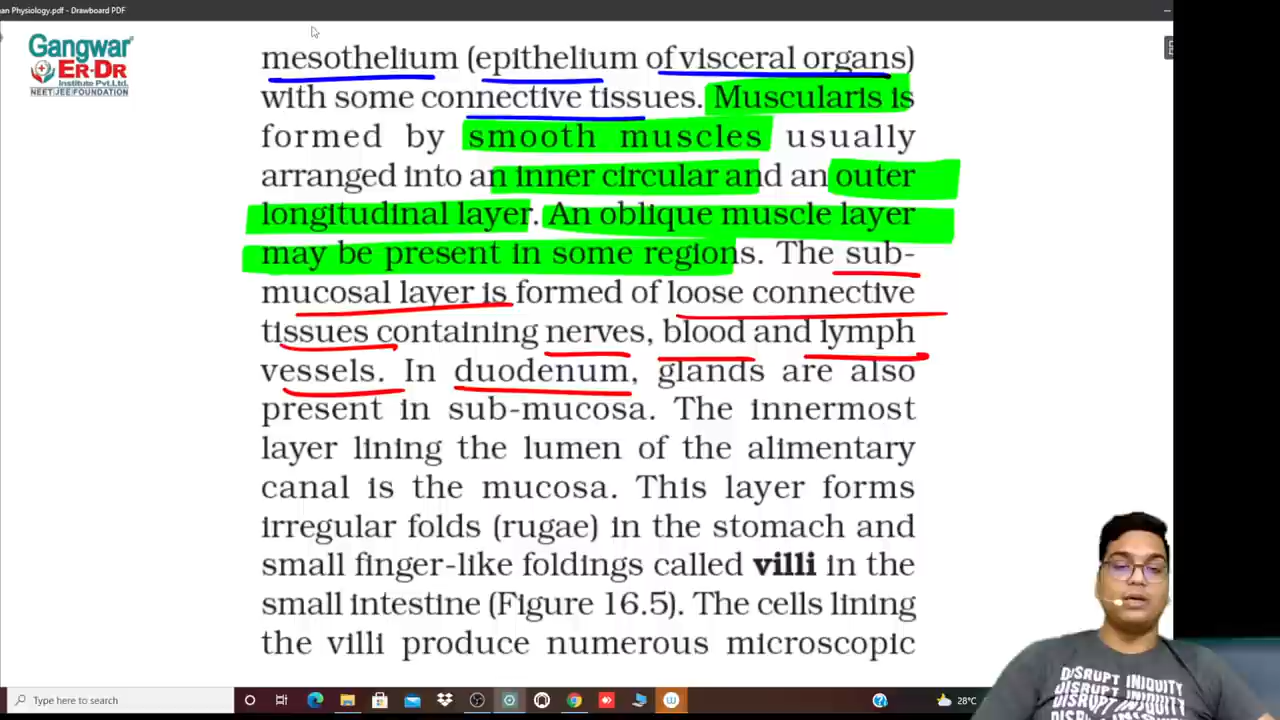 an Physiology.pdf - Drawboard PDF
Gangwar
ER-DR
Institute Pvt.Ltd.
NEET|JEE|FOUNDATION
mesothelium (epithelium of visceral organs)
with some connective tissues. Muscularis is
formed by smooth muscles usually
arranged into an inner circular and an outer
longitudinal layer. An oblique muscle layer
may be present in some regions. The sub-
mucosal layer is formed of loose connective
tissues containing nerves, blood and lymph
vessels. In duodenum, glands are also
present in sub-mucosa. The innermost
layer lining the lumen of the alimentary
canal is the mucosa. This layer forms
irregular folds (rugae) in the stomach and
small finger-like foldings called villi in the
small intestine (Figure 16.5). The cells lining
the villi produce numerous microscopic
DISRUPT INIQUITY
DISRUPT INIQUITY
DISRUPT INIQUITY
Type here to search
28°C